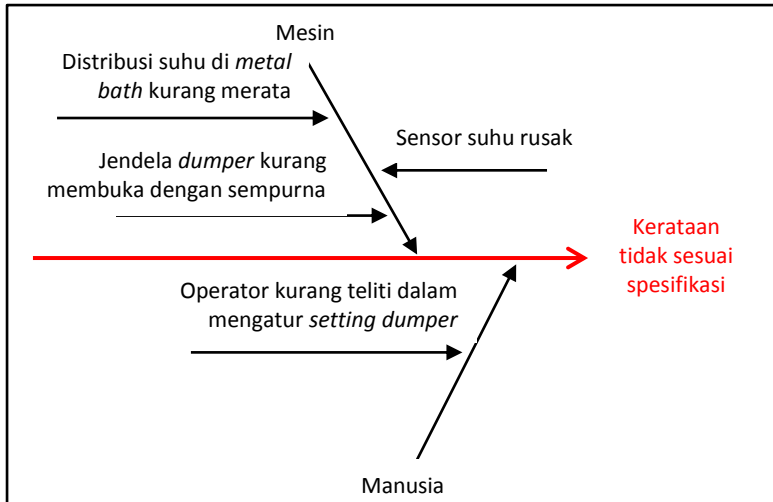 Mesin
Distribusi suhu di metal
bath kurang merata
Sensor suhu rusak
Jendela dumper kurang
membuka dengan sempurna
Kerataan
tidak sesuai
spesifikasi
Operator kurang teliti dalam
mengatur setting dumper
Manusia